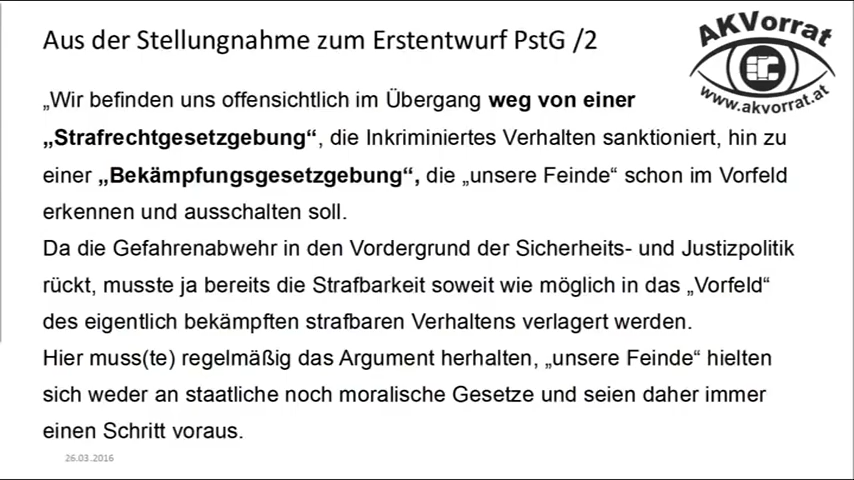 Aus der Stellungnahme zum Erstentwurf PstG /2
AKVorrat
www.akvorrat.at
„Wir befinden uns offensichtlich im Übergang weg von einer
„Strafrechtgesetzgebung“, die Inkriminiertes Verhalten sanktioniert, hin zu
einer „Bekämpfungsgesetzgebung“, die „unsere Feinde“ schon im Vorfeld
erkennen und ausschalten soll.
Da die Gefahrenabwehr in den Vordergrund der Sicherheits- und Justizpolitik
rückt, musste ja bereits die Strafbarkeit soweit wie möglich in das „Vorfeld“
des eigentlich bekämpften strafbaren Verhaltens verlagert werden.
Hier muss(te) regelmäßig das Argument herhalten, „unsere Feinde“ hielten
sich weder an staatliche noch moralische Gesetze und seien daher immer
einen Schritt voraus.
26.03.2016